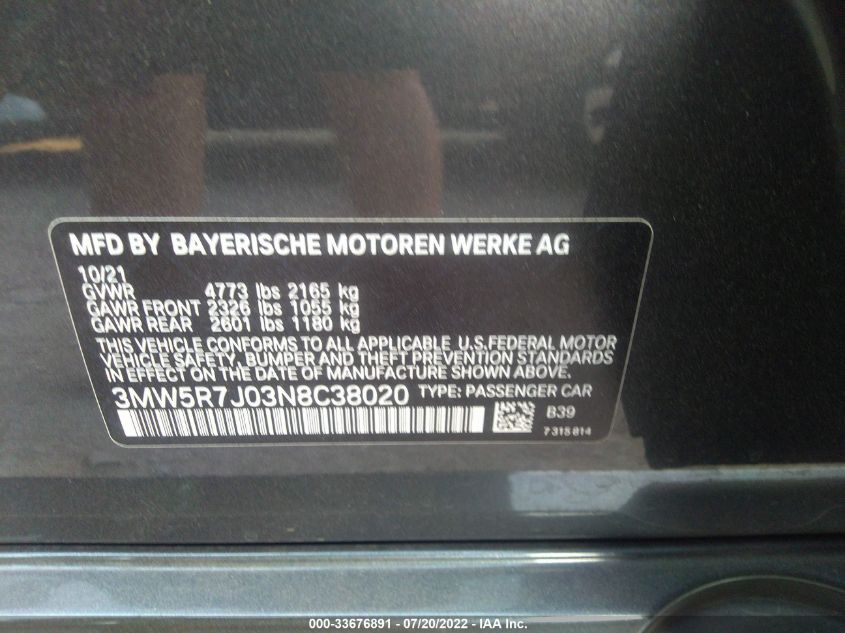 MFD BY BAYERISCHE MOTOREN WERKE AG
10/21
GVWR 4773 lbs 2165 kg
GAWR FRONT 2326 lbs 1055 kg
GAWR REAR 2601 lbs 1180 kg
THIS VEHICLE CONFORMS TO ALL APPLICABLE U.S.FEDERAL MOTOR
VEHICLE SAFETY, BUMPER AND THEFT PREVENTION STANDARDS
IN EFFECT ON THE DATE OF MANUFACTURE SHOWN ABOVE.
3MW5R7J03N8C38020 TYPE: PASSENGER CAR
B39
7315814
000-33676891 - 07/20/2022 - © IAA Inc.